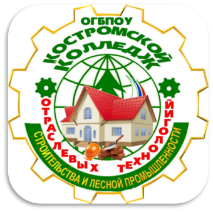 ОГБПОУ
КОСТРОМСКОЙ
КОЛЛЕДЖ
ОТРАСЛЕВЫХ ТЕХНОЛОГИЙ
СТРОИТЕЛЬСТВА И ЛЕСНОЙ ПРОМЫШЛЕННОСТИ